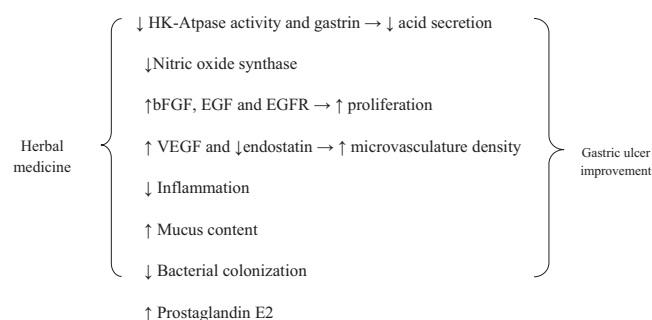 ↓ HK-Atpase activity and gastrin → ↓ acid secretion
↓Nitric oxide synthase
↑bFGF, EGF and EGFR → ↑ proliferation
Herbal
medicine
↑ VEGF and ↓endostatin → ↑ microvasculature density
Gastric ulcer
improvement
↓ Inflammation
↑ Mucus content
↓ Bacterial colonization
↑ Prostaglandin E2